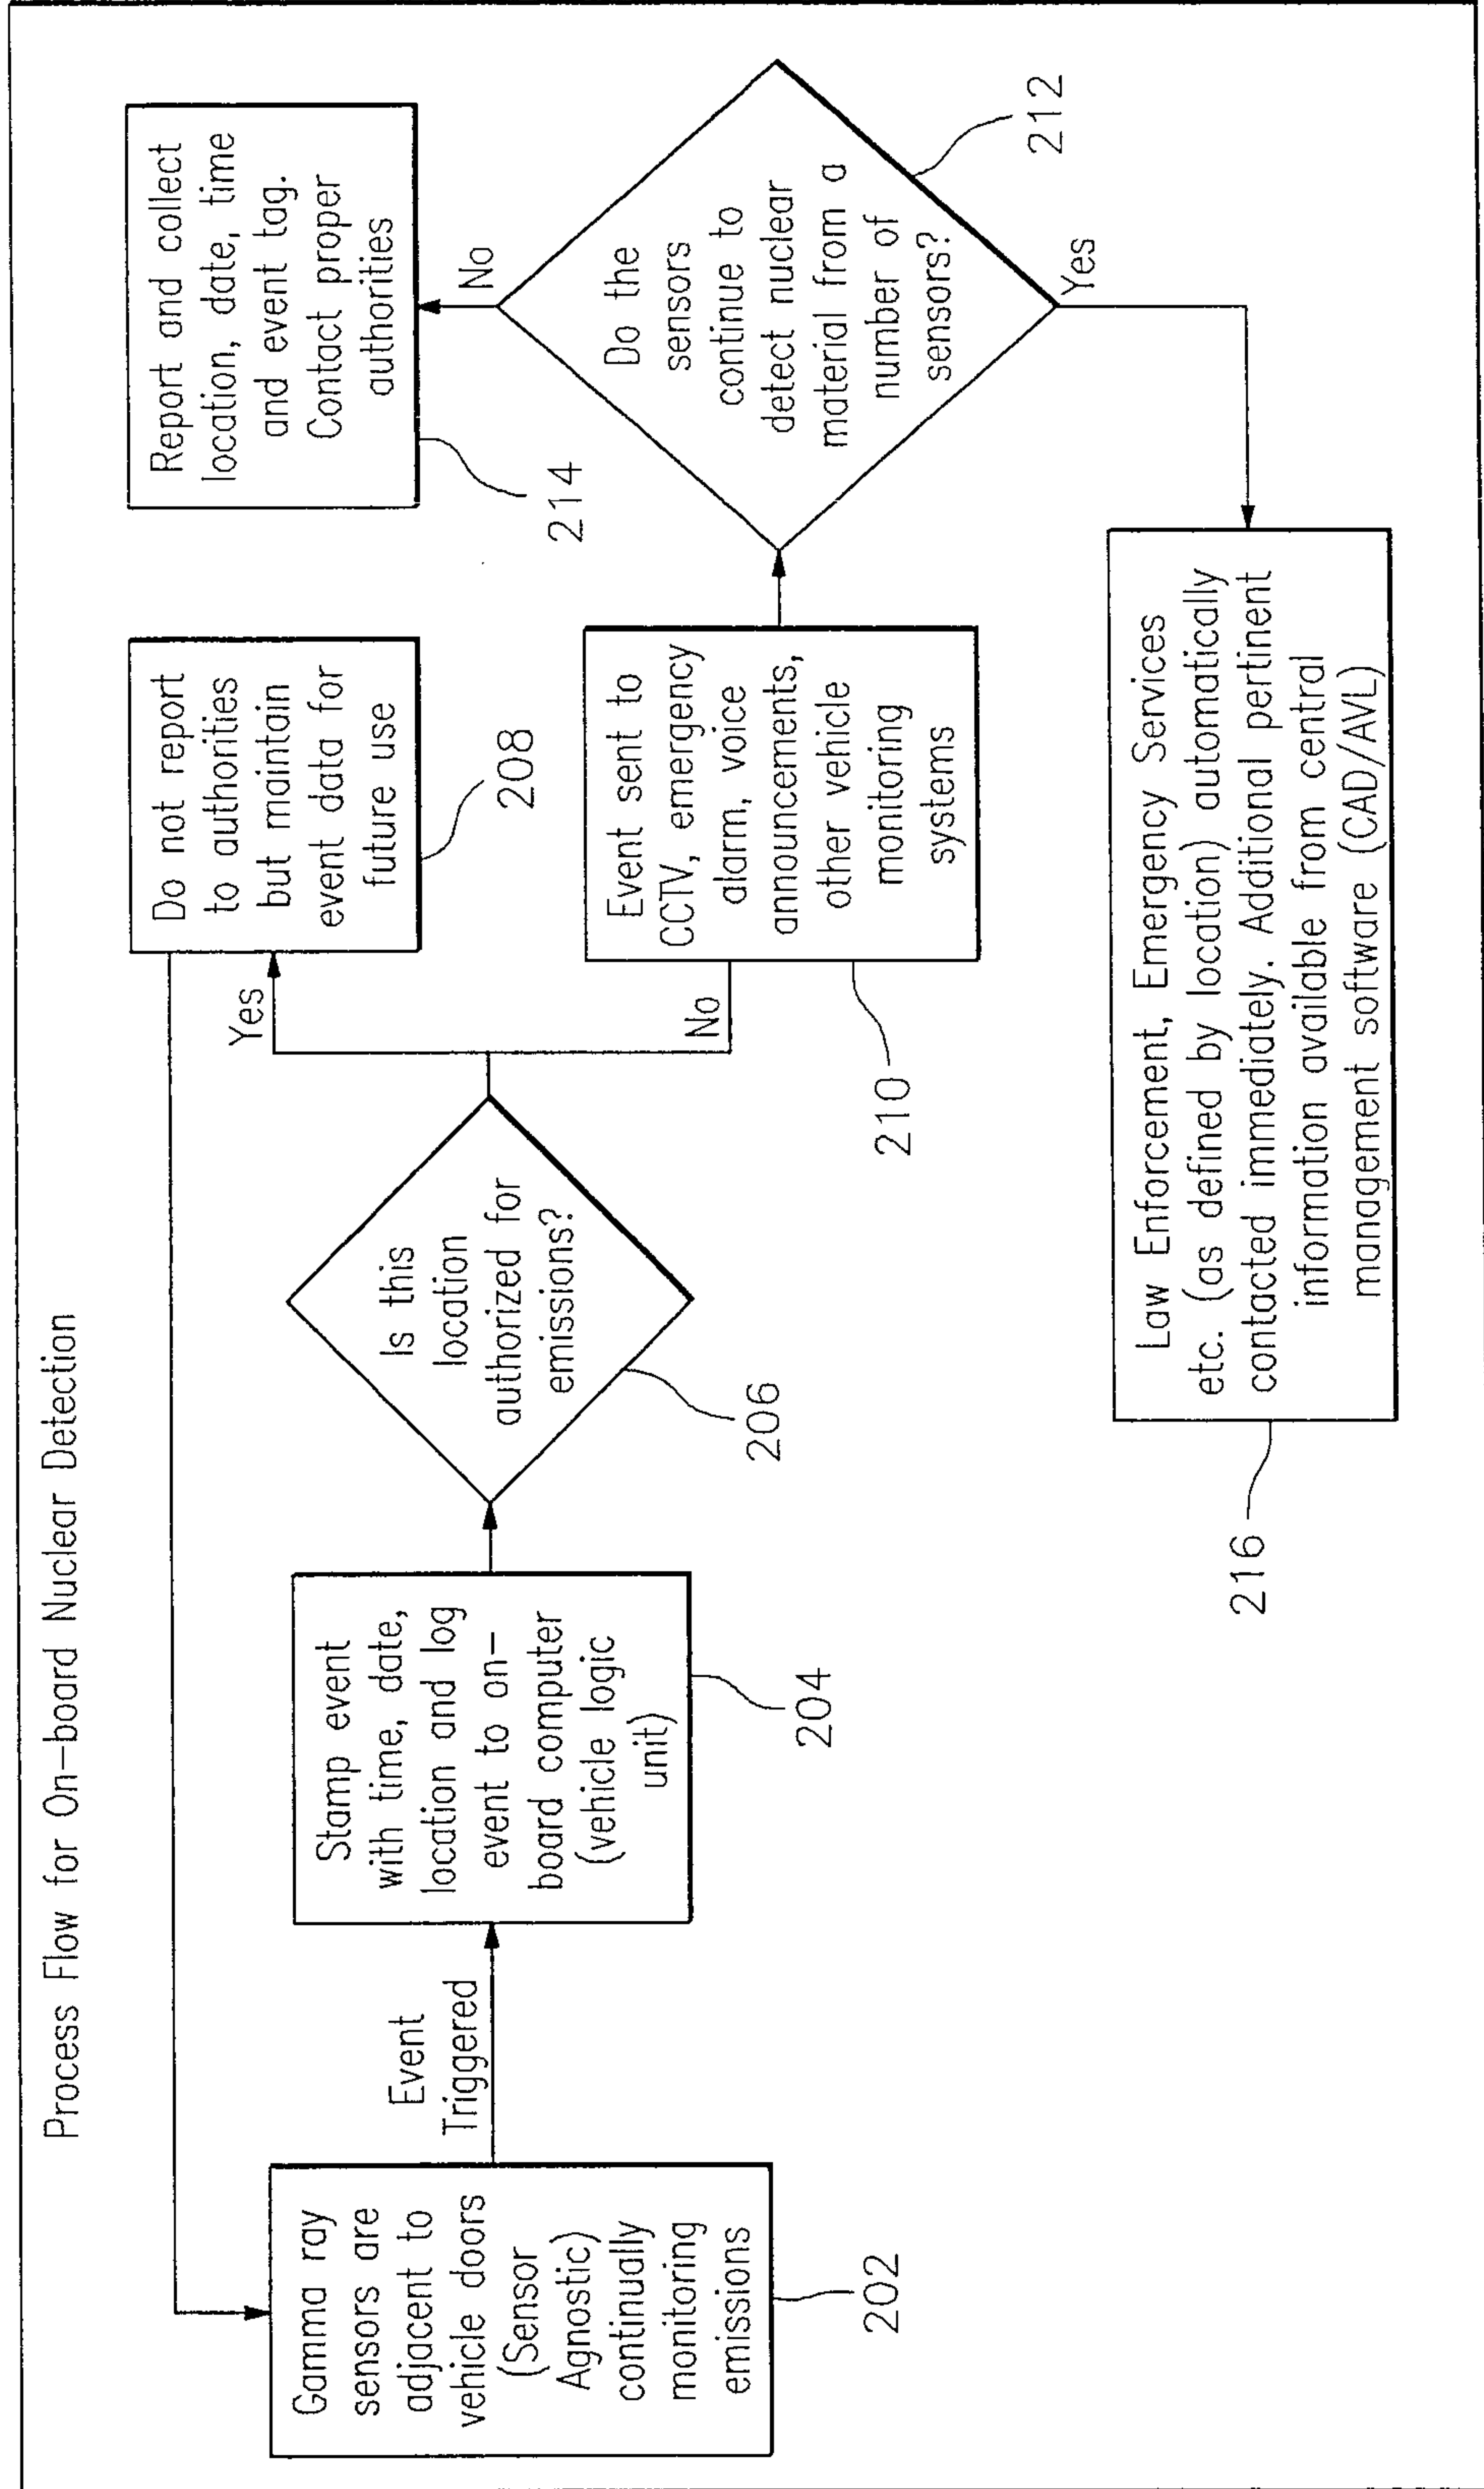 Process Flow for On-board Nuclear Detection
Gamma ray
sensors are
adjacent to
vehicle doors
(Sensor
Agnostic)
continually
monitoring
emissions
202
Event
Triggered
Stamp event
with time, date,
location and log
event to on-
board computer
(vehicle logic
unit)
204
Is this
location
authorized for
emissions?
206
Yes
Do not report
to authorities
but maintain
event data for
future use
208
No
Event sent to
CCTV, emergency
alarm, voice
announcements,
other vehicle
monitoring
systems
210
Do the
sensors
continue to
detect nuclear
material from a
number of
sensors?
212
No
Report and collect
location, date, time
and event tag.
Contact proper
authorities
214
Yes
Law Enforcement, Emergency Services
etc. (as defined by location) automatically
contacted immediately. Additional pertinent
information available from central
management software (CAD/AVL)
216